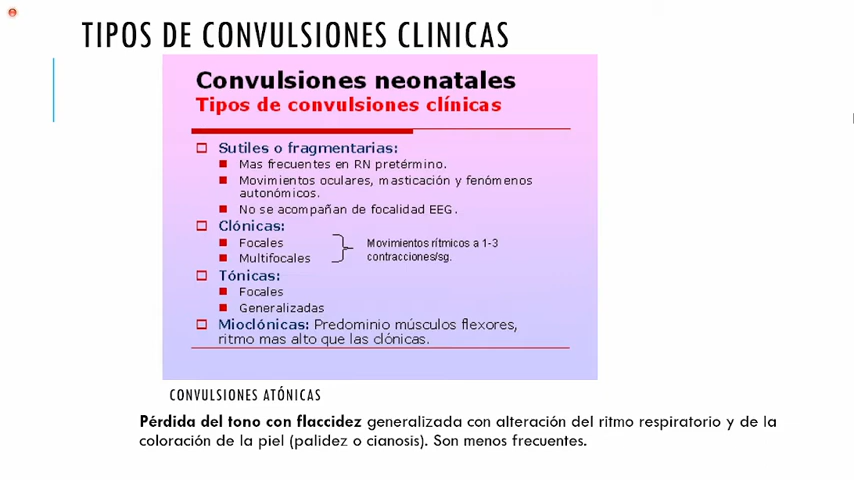 TIPOS DE CONVULSIONES CLINICAS
Convulsiones neonatales
Tipos de convulsiones clínicas
Sutiles o fragmentarias:
Mas frecuentes en RN pretérmino.
Movimientos oculares, masticación y fenómenos
autonómicos.
No se acompañan de focalidad EEG.
Clónicas:
Focales
Multifocales
Movimientos rítmicos a 1-3
contracciones/sg.
Tónicas:
Focales
Generalizadas
Mioclónicas: Predominio músculos flexores,
ritmo mas alto que las clónicas.
CONVULSIONES ATÓNICAS
Pérdida del tono con flaccidez generalizada con alteración del ritmo respiratorio y de la
coloración de la piel (palidez o cianosis). Son menos frecuentes.